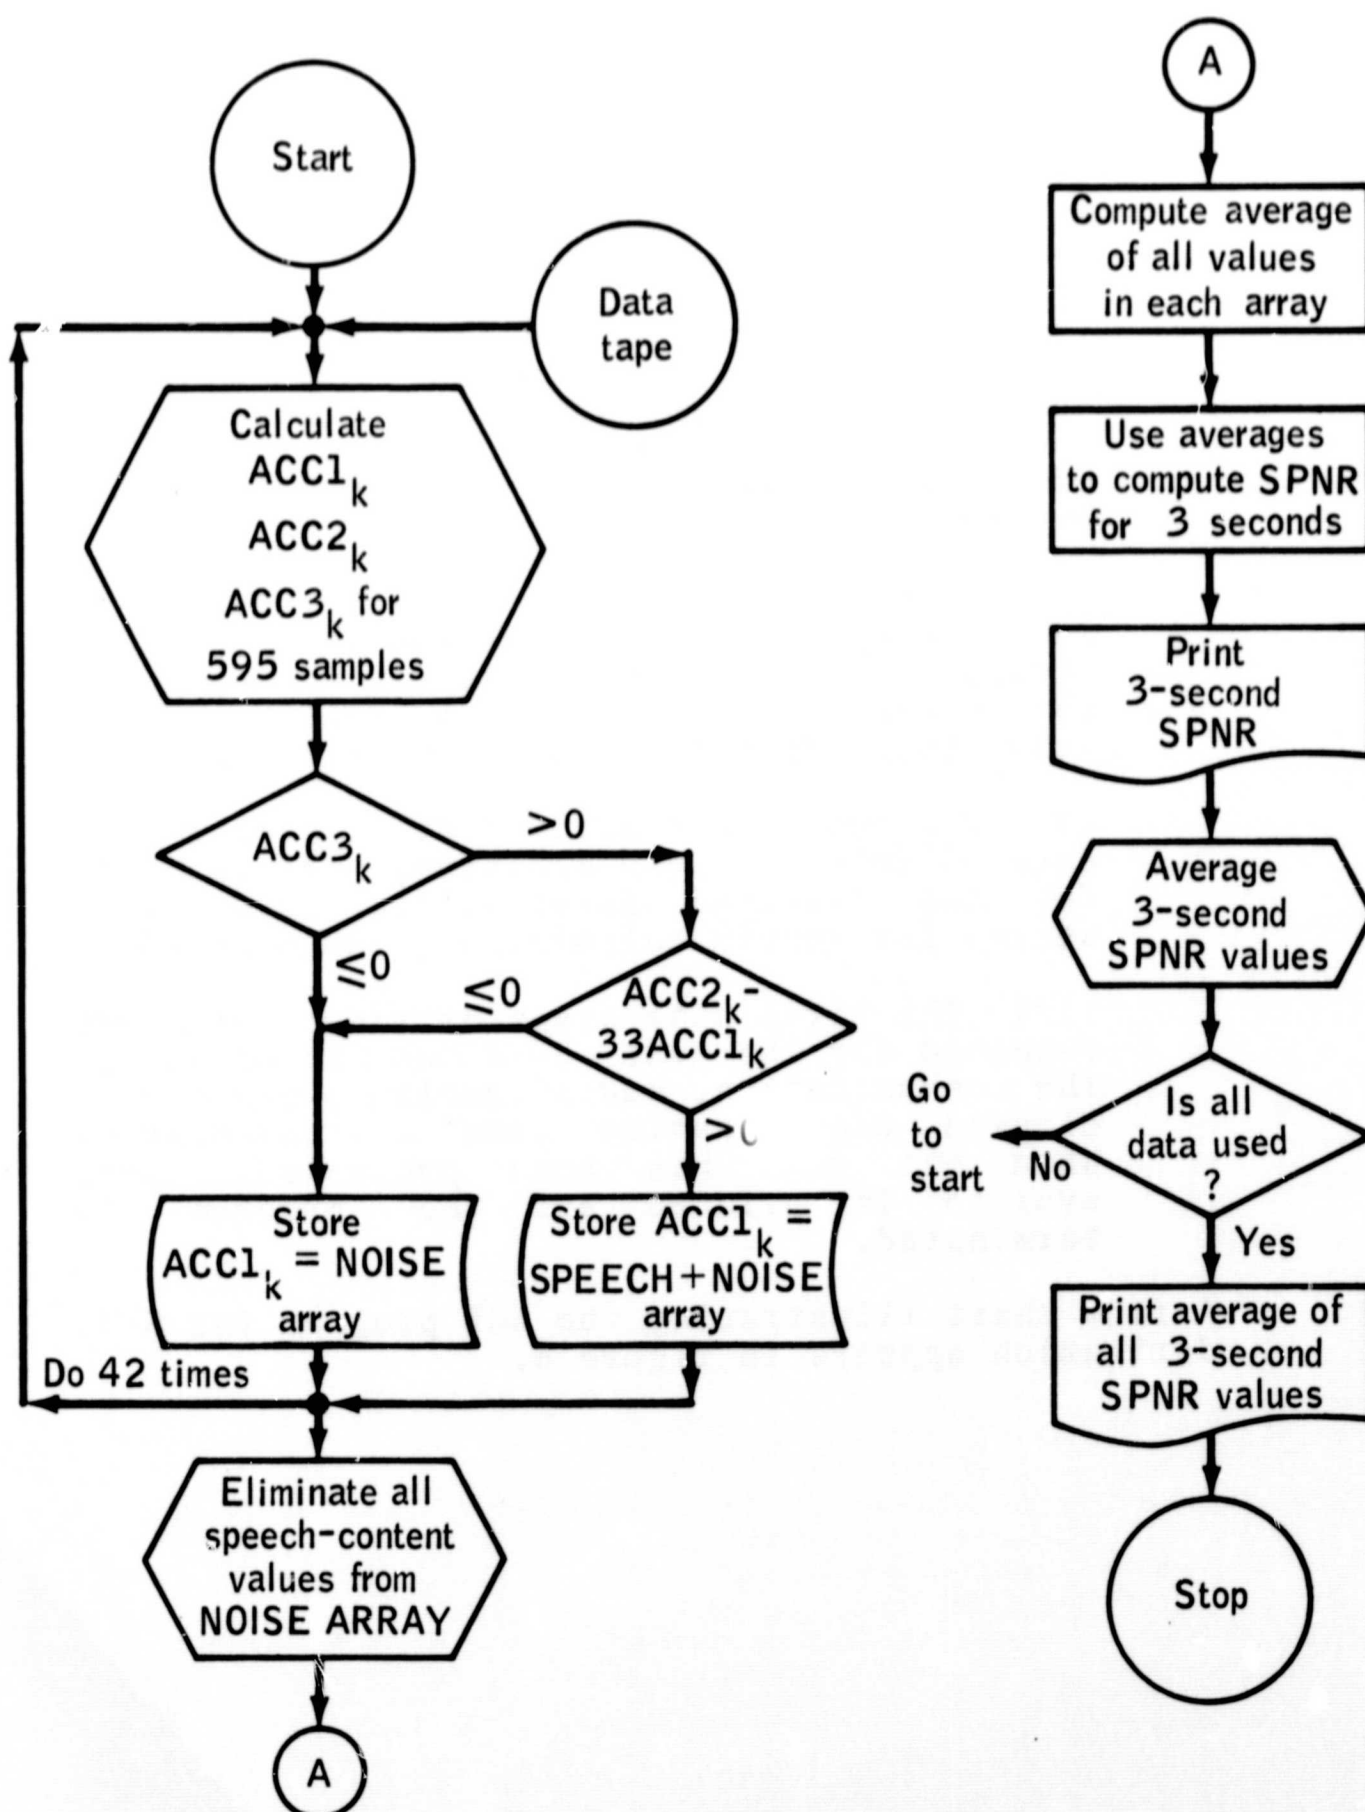 Start
Data
tape
Calculate
ACC1k
ACC2k
ACC3k for
595 samples
ACC3k
>0
≤0
≤0
ACC2k-
33ACC1k
>
Store
ACC1k = NOISE
array
Store ACC1k =
SPEECH+NOISE
array
Do 42 times
Eliminate all
speech-content
values from
NOISE ARRAY
A
A
Compute average
of all values
in each array
Use averages
to compute SPNR
for 3 seconds
Print
3-second
SPNR
Average
3-second
SPNR values
Is all
data used
?
Go
to
start
No
Yes
Print average of
all 3-second
SPNR values
Stop